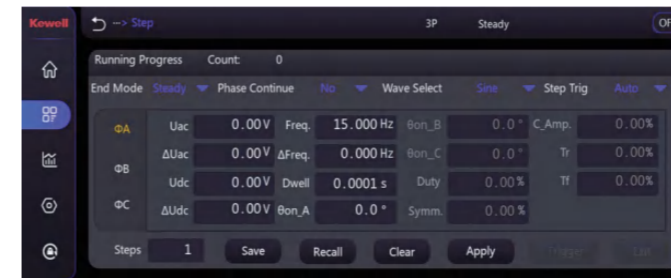 Kewell ---> Step 3P Steady OF
Running Progress Count: 0
End Mode Steady Phase Continue No Wave Select Sine Step Trig Auto
ΦA Uac 0.00 V Freq. 15.000 Hz θon_B 0.0 ° C_Amp. 0.00%
ΔUac 0.00 V ΔFreq. 0.000 Hz θon_C 0.0 ° Tr 0.00%
ΦB
Udc 0.00 V Dwell 0.0001 s Duty 0.00 % Tf 0.00%
ΦC ΔUdc 0.00 V θon_A 0.0 ° Symm. 0.00 %
Steps 1 Save Recall Clear Apply Trigger Exit